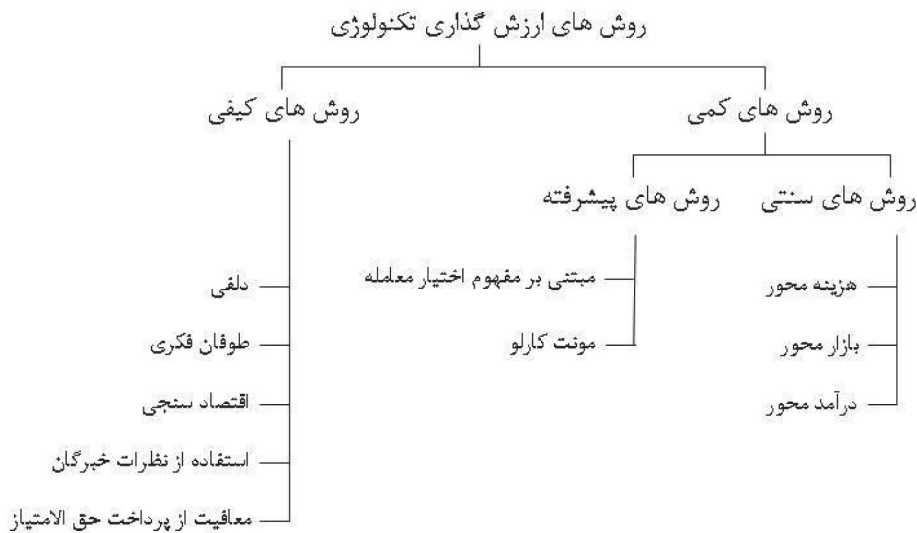 روش های ارزش گذاری تکنولوژی
روش های کمی
روش های کیفی
روش های سنتی
روش های پیشرفته
هزینه محور
بازار محور
درآمد محور
مبتنی بر مفهوم اختیار معامله
مونت کارلو
دلفی
طوفان فکری
اقتصاد سنجی
استفاده از نظرات خبرگان
معافیت از پرداخت حق الامتیاز